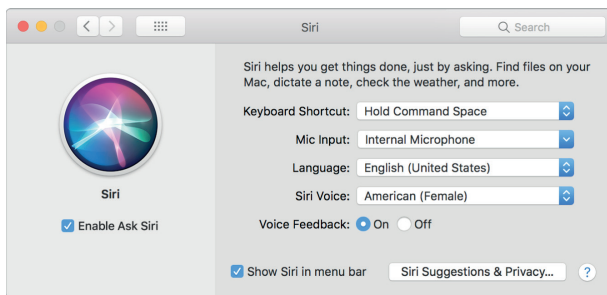 Siri
Search
Siri helps you get things done, just by asking. Find files on your
Mac, dictate a note, check the weather, and more.
Keyboard Shortcut: Hold Command Space
Mic Input: Internal Microphone
Language: English (United States)
Siri Voice: American (Female)
Siri
Enable Ask Siri
Voice Feedback: On Off
Show Siri in menu bar Siri Suggestions & Privacy... ?